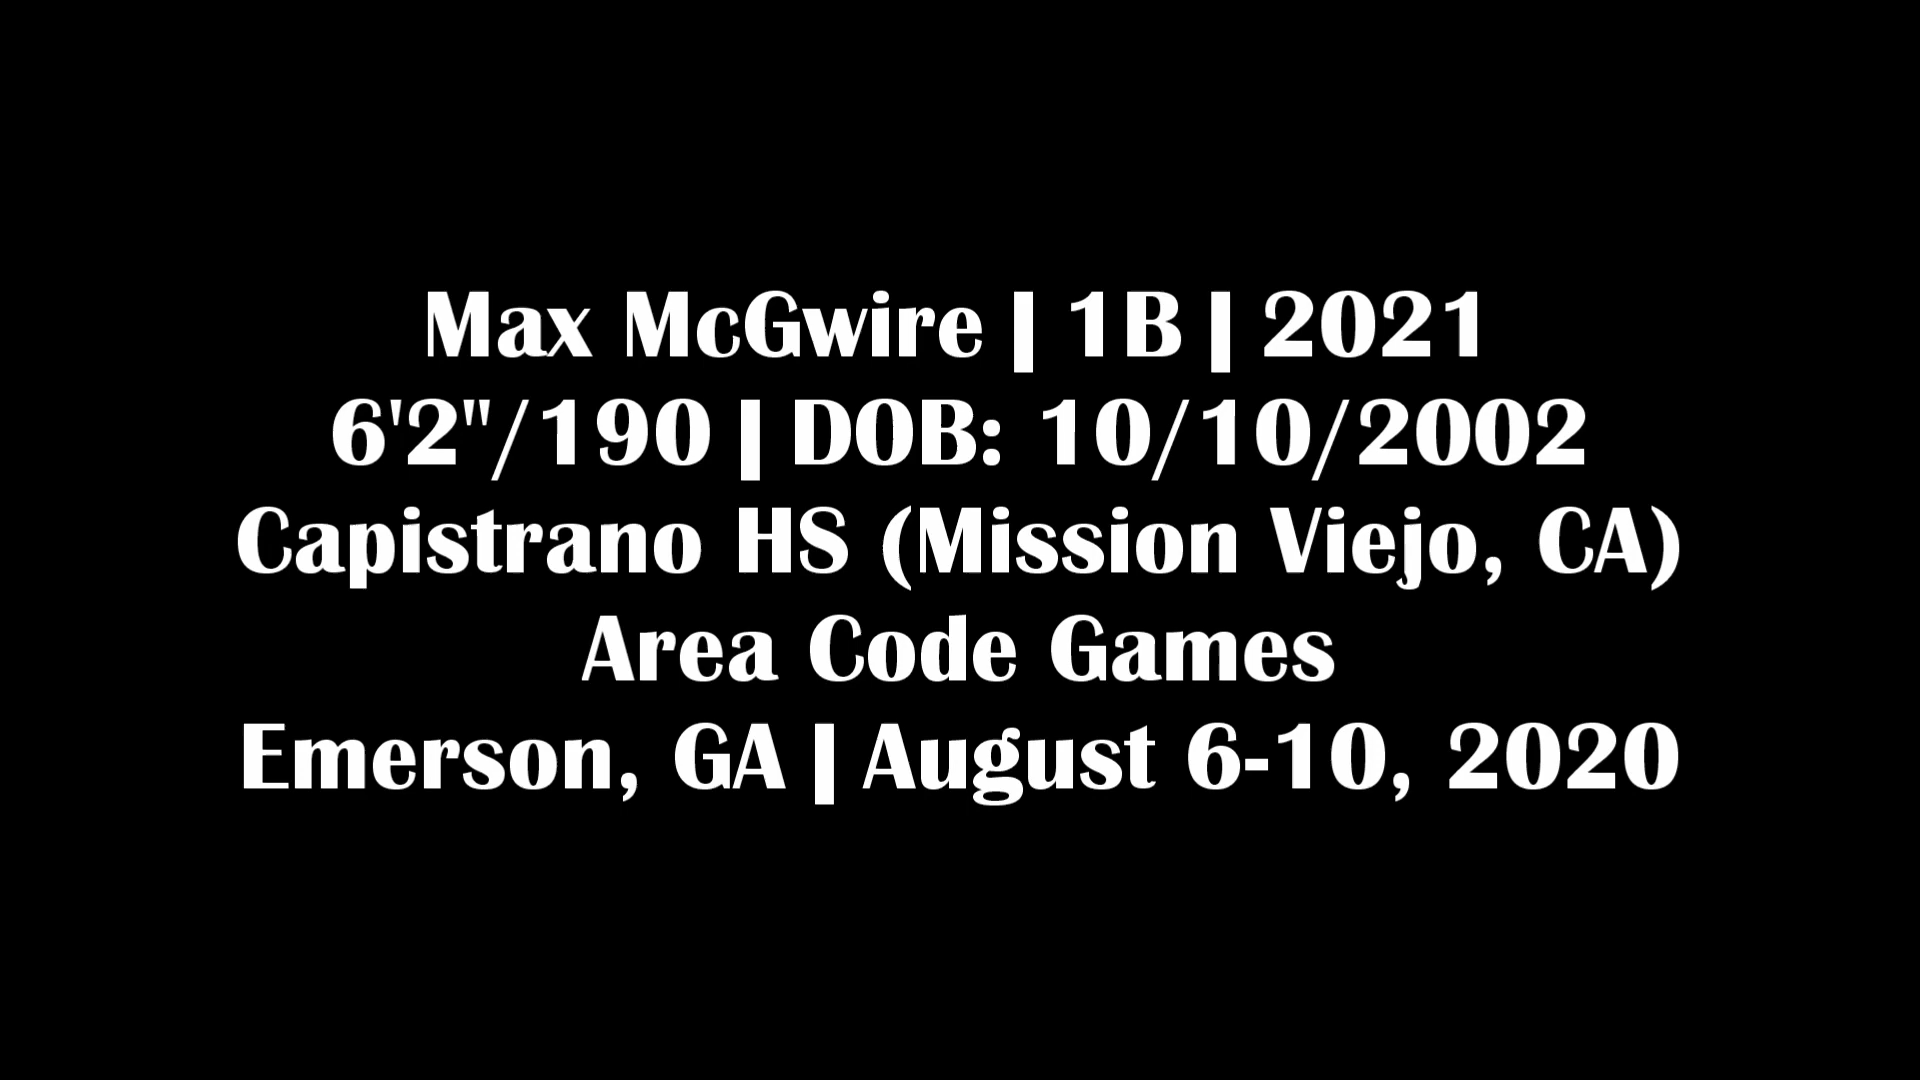 Max McGwire | 1B | 2021
6'2"/190 | DOB: 10/10/2002
Capistrano HS (Mission Viejo, CA)
Area Code Games
Emerson, GA | August 6-10, 2020